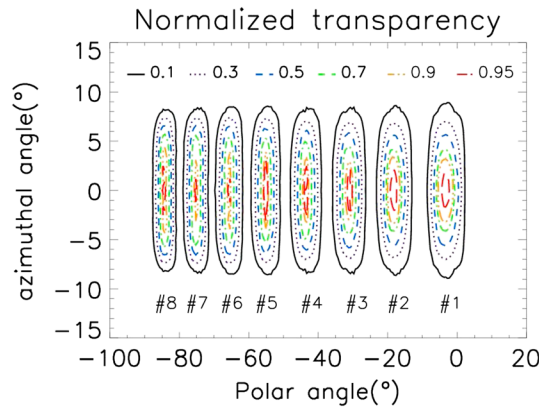 Normalized transparency
0.1 0.3 0.5 0.7 0.9 0.95
azimuthal angle(°)
15
10
5
0
−5
−10
−15
#8 #7 #6 #5 #4 #3 #2 #1
−100 −80 −60 −40 −20 0 20
Polar angle(°)